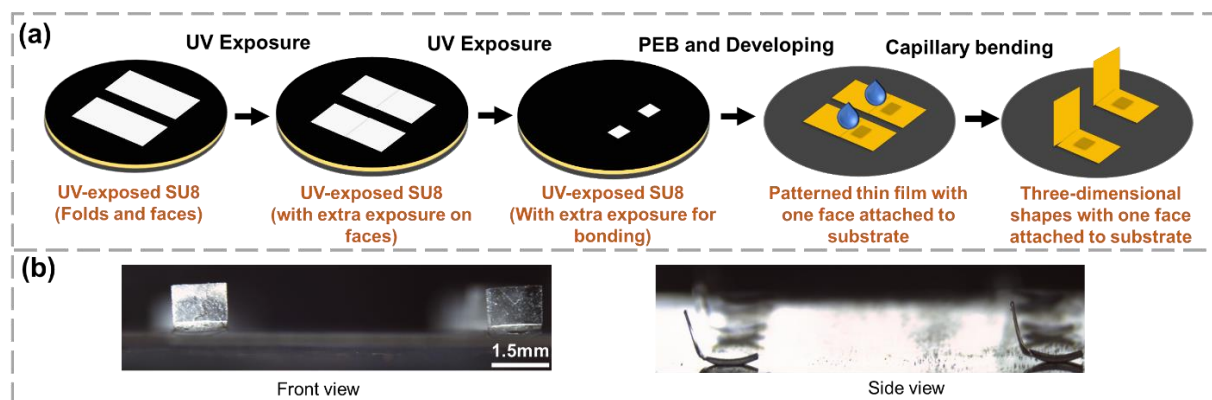 (a)
UV Exposure
UV Exposure
PEB and Developing
Capillary bending
UV-exposed SU8
(Folds and faces)
UV-exposed SU8
(with extra exposure on
faces)
UV-exposed SU8
(With extra exposure for
bonding)
Patterned thin film with
one face attached to
substrate
Three-dimensional
shapes with one face
attached to substrate
(b)
1.5mm
Front view
Side view